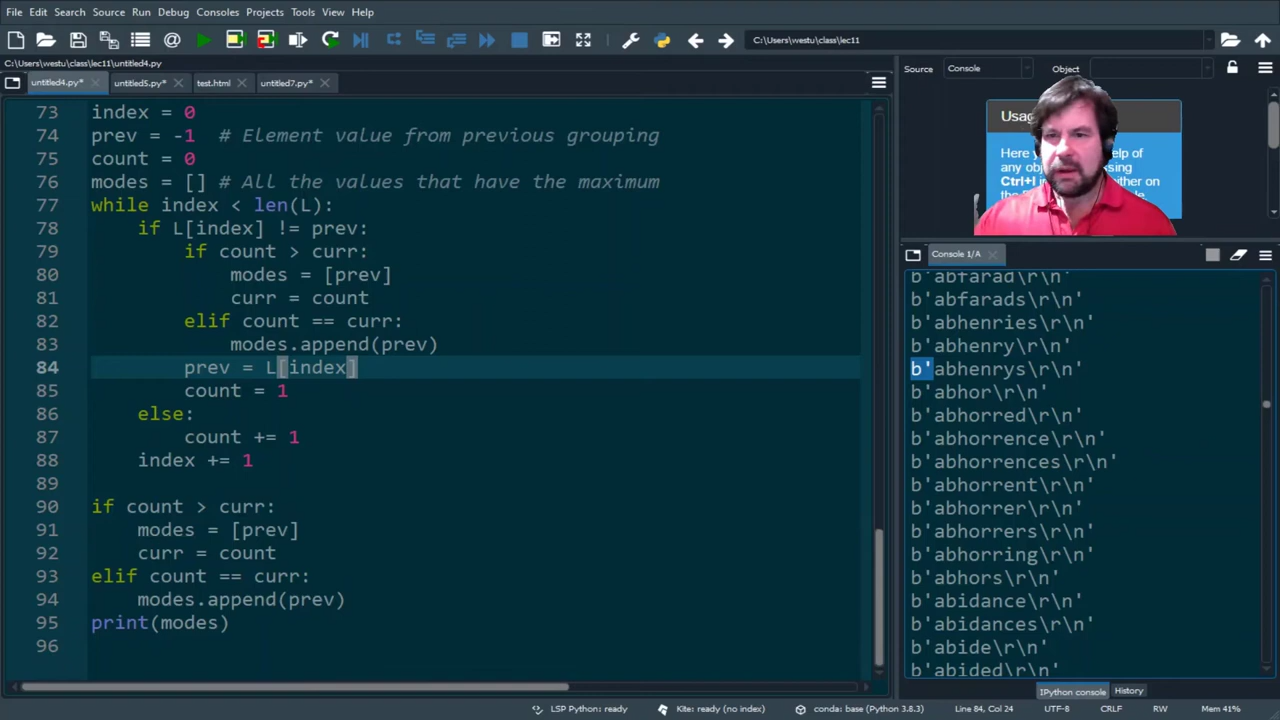 File Edit Search Source Run Debug Consoles Projects Tools View Help
C:\Users\westu\class\lec11
C:\Users\westu\class\lec11\untitled4.py
untitled4.py*
untitled5.py*
test.html
untitled7.py*
73 index = 0
74 prev = -1 # Element value from previous grouping
75 count = 0
76 modes = [] # All the values that have the maximum
77 while index < len(L):
78 if L[index] != prev:
79 if count > curr:
80 modes = [prev]
81 curr = count
82 elif count == curr:
83 modes.append(prev)
84 prev = L[index]
85 count = 1
86 else:
87 count += 1
88 index += 1
89
90 if count > curr:
91 modes = [prev]
92 curr = count
93 elif count == curr:
94 modes.append(prev)
95 print(modes)
96
Source Console Object
Usag
Here y
help of
any obje
ssing
Ctrl+I i
either on
the
Console 1/A
b'abfarad\r\n'
b'abfarads\r\n'
b'abhenries\r\n'
b'abhenry\r\n'
b'abhenrys\r\n'
b'abhor\r\n'
b'abhorred\r\n'
b'abhorrence\r\n'
b'abhorrences\r\n'
b'abhorrent\r\n'
b'abhorrer\r\n'
b'abhorrers\r\n'
b'abhorring\r\n'
b'abhors\r\n'
b'abidance\r\n'
b'abidances\r\n'
b'abide\r\n'
b'abided\r\n'
IPython console History
LSP Python: ready Kite: ready (no index) conda: base (Python 3.8.3) Line 84, Col 24 UTF-8 CRLF RW Mem 41%